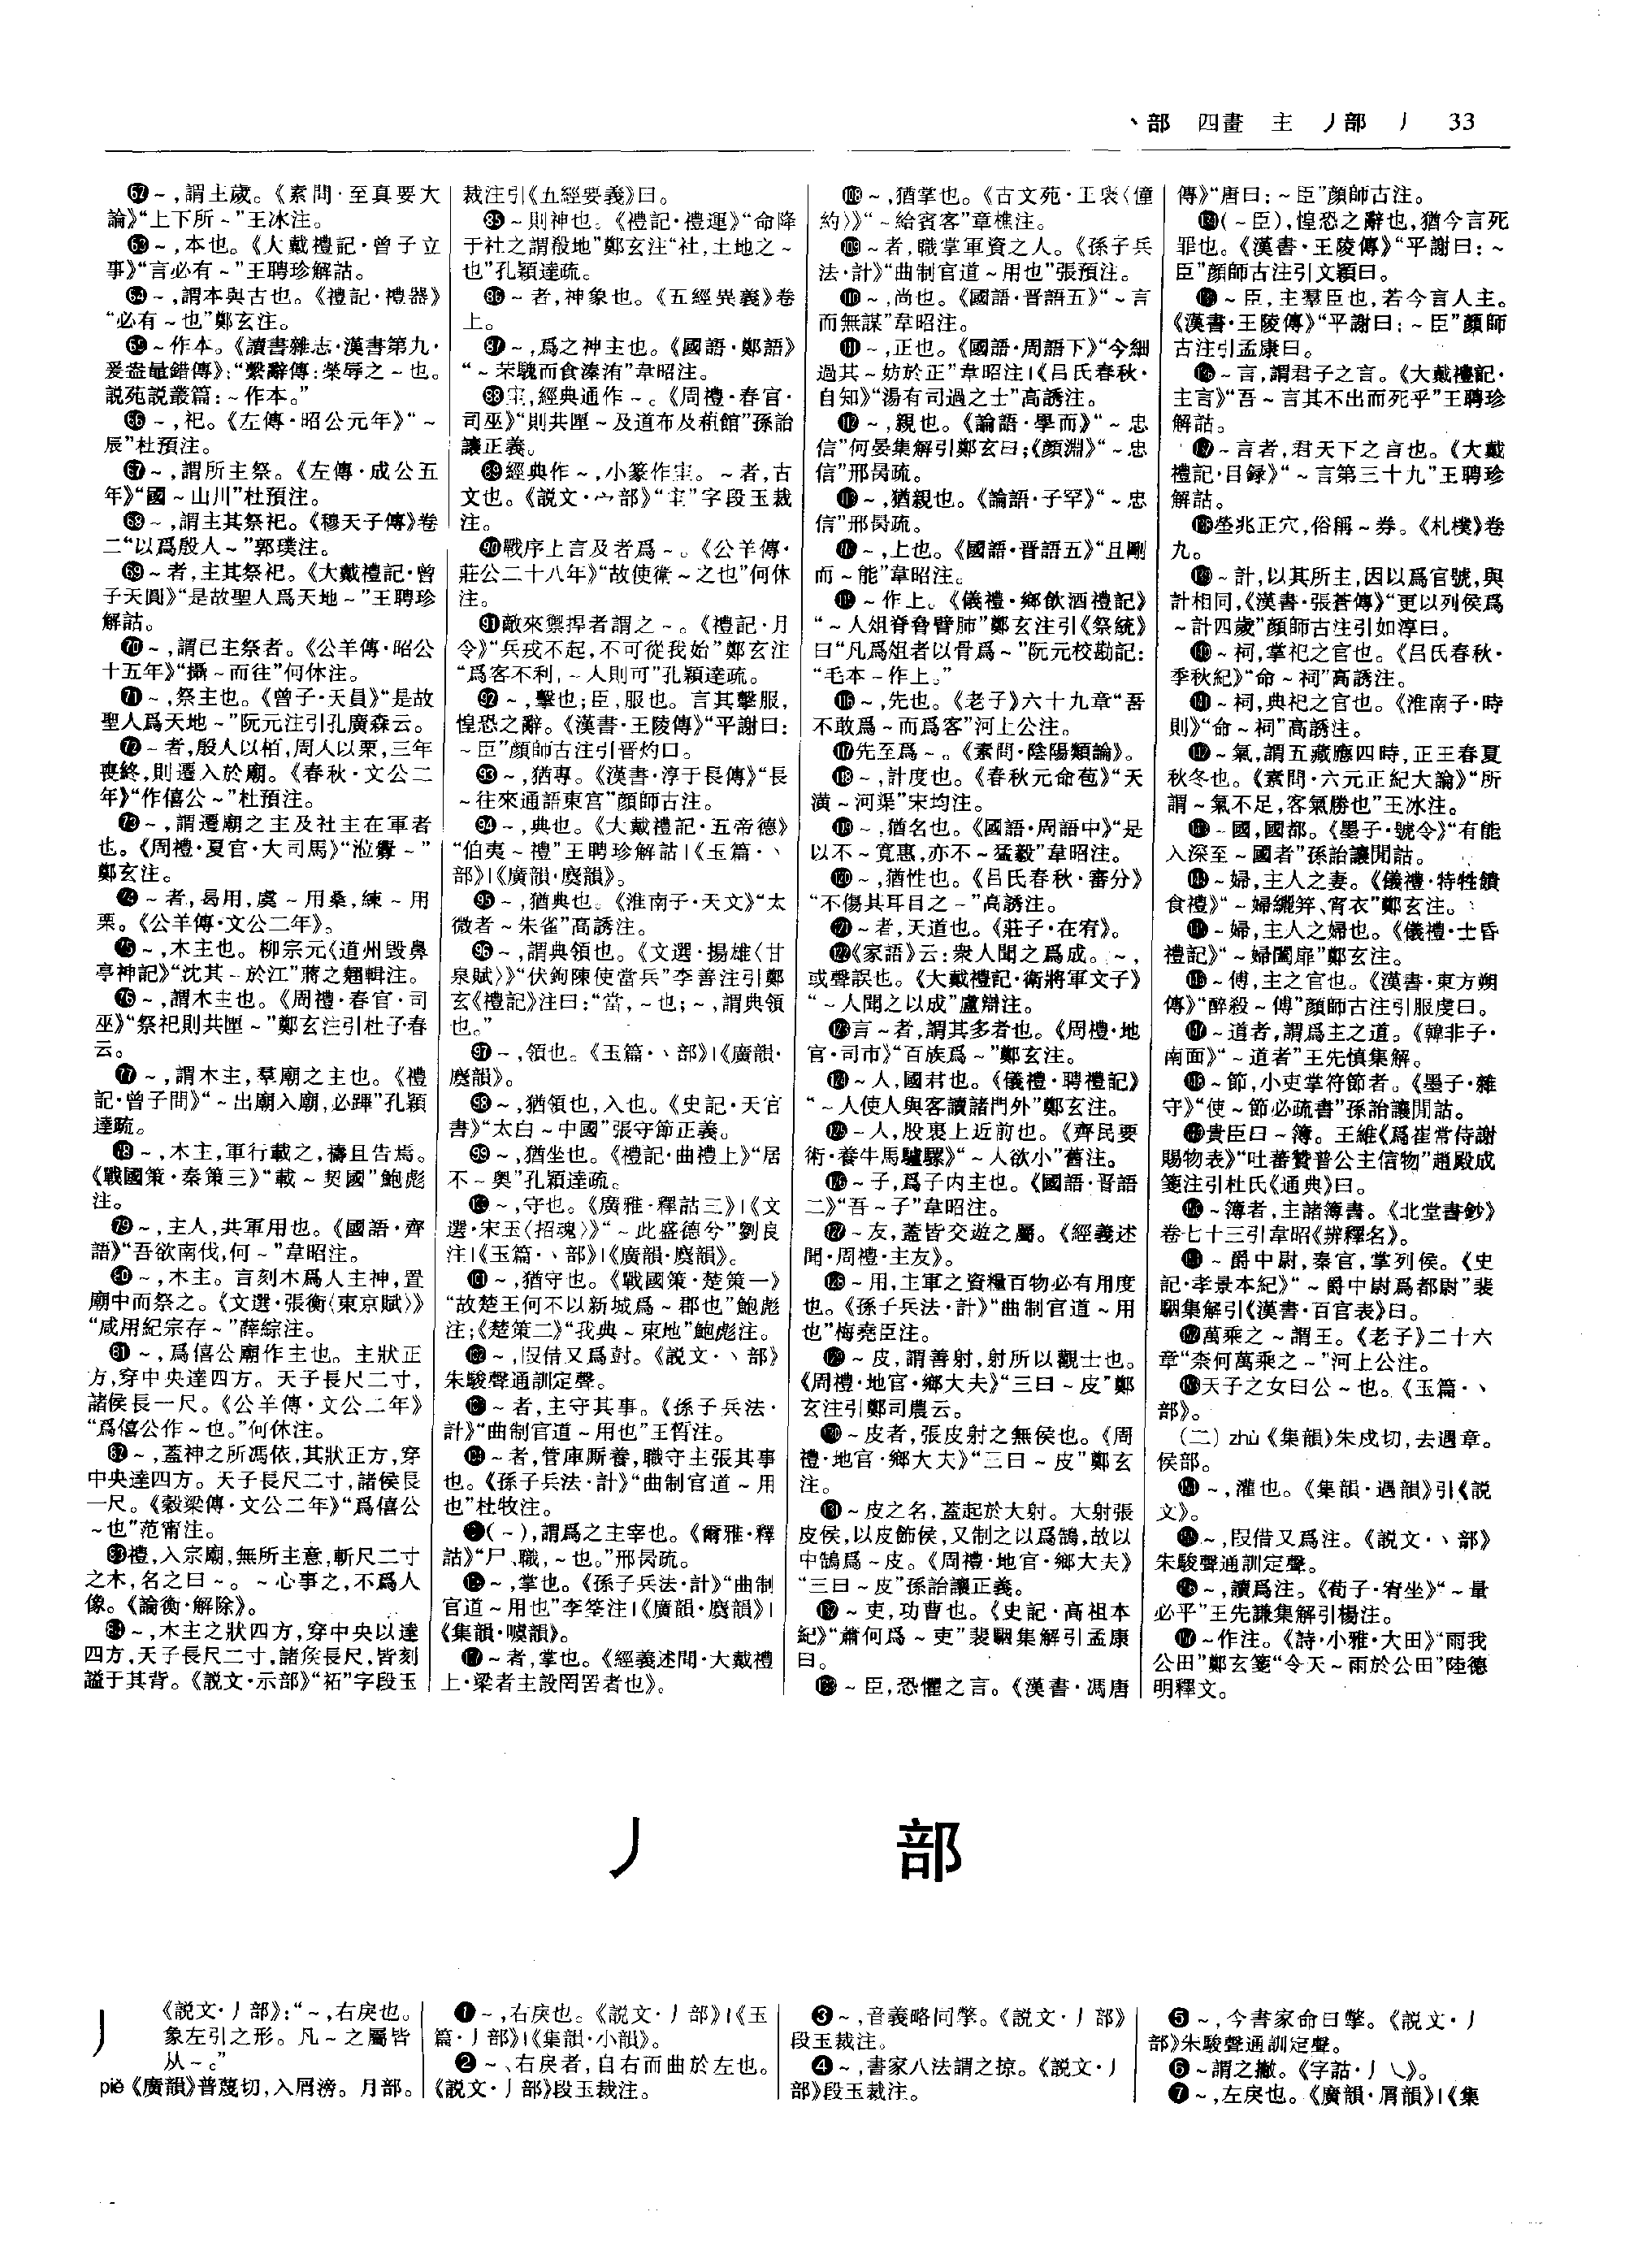 丶部 四畫 主 丿部 丿 33
62～,謂主歲。《素問·至真要大
論》“上下所～”王冰注。
63～,本也。《大戴禮記·曾子立
事》“言必有～”王聘珍解詁。
64～,謂本與古也。《禮記·禮器》
“必有～也”鄭玄注。
65～作本。《讀書雜志·漢書第九·
爰盎鼂錯傳》:“繫辭傳:榮辱之～也。
説苑説叢篇:～作本。”
66～,祀。《左傳·昭公元年》“～
辰”杜預注。
67～,謂所主祭。《左傳·成公五
年》“國～山川”杜預注。
68～,謂主其祭祀。《穆天子傳》卷
二“以爲殷人～”郭璞注。
69～者,主其祭祀。《大戴禮記·曾
子天圓》“是故聖人爲天地～”王聘珍
解詁。
70～,謂已主祭者。《公羊傳·昭公
十五年》“攝～而往”何休注。
71～,祭主也。《曾子·天員》“是故
聖人爲天地～”阮元注引孔廣森云。
72～者,殷人以栢,周人以栗,三年
喪終,則遷入於廟。《春秋·文公二
年》“作僖公～”杜預注。
73～,謂遷廟之主及社主在軍者
也。《周禮·夏官·大司馬》“涖釁～”
鄭玄注。
74～者,曷用,虞～用桑,練～用
栗。《公羊傳·文公二年》。
75～,木主也。柳宗元《道州毀鼻
亭神記》“沈其～於江”蔣之翹輯注。
76～,謂木主也。《周禮·春官·司
巫》“祭祀則共匰～”鄭玄注引杜子春
云。
77～,謂木主,羣廟之主也。《禮
記·曾子問》“～出廟入廟,必蹕”孔穎
達疏。
78～,木主,軍行載之,禱且告焉。
《戰國策·秦策三》“載～契國”鮑彪
注。
79～,主人,共軍用也。《國語·齊
語》“吾欲南伐,何～”韋昭注。
80～,木主。言刻木爲人主神,置
廟中而祭之。《文選·張衡〈東京賦〉》
“咸用紀宗存～”薛綜注。
81～,爲僖公廟作主也。主狀正
方,穿中央達四方。天子長尺二寸,
諸侯長一尺。《公羊傳·文公二年》
“爲僖公作～也。”何休注。
82～,蓋神之所馮依,其狀正方,穿
中央達四方。天子長尺二寸,諸侯長
一尺。《穀梁傳·文公二年》“爲僖公
～也”范甯注。
83禮,入宗廟,無所主意,斬尺二寸
之木,名之曰～。～心事之,不爲人
像。《論衡·解除》。
84～,木主之狀四方,穿中央以達
四方,天子長尺二寸,諸侯長尺,皆刻
謚于其背。《説文·示部》“祏”字段玉
裁注引《五經要義》曰。
85～則神也。《禮記·禮運》“命降
于社之謂殽地”鄭玄注“社,土地之～
也”孔穎達疏。
86～者,神象也。《五經異義》卷
上。
87～,爲之神主也。《國語·鄭語》
“～芣騩而食溱洧”韋昭注。
88宔,經典通作～。《周禮·春官·
司巫》“則共匰～及道布及蒩館”孫詒
讓正義。
89經典作～,小篆作宔。～者,古
文也。《説文·宀部》“宔”字段玉裁
注。
90戰序上言及者爲～。《公羊傳·
莊公二十八年》“故使衛～之也”何休
注。
91敵來禦捍者謂之～。《禮記·月
令》“兵戎不起,不可從我始”鄭玄注
“爲客不利,～人則可”孔穎達疏。
92～,擊也;臣,服也。言其擊服,
惶恐之辭。《漢書·王陵傳》“平謝曰:
～臣”顔師古注引晉灼曰。
93～,猶專。《漢書·淳于長傳》“長
～往來通語東宫”顔師古注。
94～,典也。《大戴禮記·五帝德》
“伯夷～禮”王聘珍解詁|《玉篇·丶
部》|《廣韻·麌韻》。
95～,猶典也。《淮南子·天文》“太
微者～朱雀”高誘注。
96～,謂典領也。《文選·揚雄〈甘
泉賦〉》“伏鉤陳使當兵”李善注引鄭
玄《禮記》注曰:“當,～也;～,謂典領
也。”
97～,領也。《玉篇·丶部》|《廣韻·
麌韻》。
98～,猶領也,入也。《史記·天官
書》“太白～中國”張守節正義。
99～,猶坐也。《禮記·曲禮上》“居
不～奧”孔穎達疏。
100～,守也。《廣雅·釋詁三》|《文
選·宋玉〈招魂〉》“～此盛德兮”劉良
注|《玉篇·丶部》|《廣韻·麌韻》。
101～,猶守也。《戰國策·楚策一》
“故楚王何不以新城爲～郡也”鮑彪
注;《楚策二》“我典～東地”鮑彪注。
102～,叚借又爲尌。《説文·丶部》
朱駿聲通訓定聲。
103～者,主守其事。《孫子兵法·
計》“曲制官道～用也”王晳注。
104～者,管庫厮養,職守主張其事
也。《孫子兵法·計》“曲制官道～用
也”杜牧注。
105(～),謂爲之主宰也。《爾雅·釋
詁》“尸、職,～也。”邢昺疏。
106～,掌也。《孫子兵法·計》“曲制
官道～用也”李筌注|《廣韻·麌韻》|
《集韻·噳韻》。
107～者,掌也。《經義述聞·大戴禮
上·梁者主設罔罟者也》。
108～,猶掌也。《古文苑·王襃〈僮
約〉》“～給賓客”章樵注。
109～者,職掌軍資之人。《孫子兵
法·計》“曲制官道～用也”張預注。
110～,尚也。《國語·晉語五》“～言
而無謀”韋昭注。
111～,正也。《國語·周語下》“今細
過其～妨於正”韋昭注|《吕氏春秋·
自知》“湯有司過之士”高誘注。
112～,親也。《論語·學而》“～忠
信”何晏集解引鄭玄曰;《顔淵》“～忠
信”邢昺疏。
113～,猶親也。《論語·子罕》“～忠
信”邢昺疏。
114～,上也。《國語·晉語五》“且剛
而～能”韋昭注。
115～作上。《儀禮·鄉飲酒禮記》
“～人俎脊脅臂肺”鄭玄注引《祭統》
曰“凡爲俎者以骨爲～”阮元校勘記:
“毛本～作上。”
116～,先也。《老子》六十九章“吾
不敢爲～而爲客”河上公注。
117先至爲～。《素問·陰陽類論》。
118～,計度也。《春秋元命苞》“天
潢～河渠”宋均注。
119～,猶名也。《國語·周語中》“是
以不～寬惠,亦不～猛毅”韋昭注。
120～,猶性也。《吕氏春秋·審分》
“不傷其耳目之～”高誘注。
121～者,天道也。《莊子·在宥》。
122《家語》云:衆人聞之爲成。～,
或聲誤也。《大戴禮記·衛將軍文子》
“～人聞之以成”盧辯注。
123言～者,謂其多者也。《周禮·地
官·司市》“百族爲～”鄭玄注。
124～人,國君也。《儀禮·聘禮記》
“～人使人與客讀諸門外”鄭玄注。
125～人,股裏上近前也。《齊民要
術·養牛馬驢騾》“～人欲小”舊注。
126～子,爲子内主也。《國語·晉語
二》“吾～子”韋昭注。
127～友,蓋皆交遊之屬。《經義述
聞·周禮·主友》。
128～用,主軍之資糧百物必有用度
也。《孫子兵法·計》“曲制官道～用
也”梅堯臣注。
129～皮,謂善射,射所以觀士也。
《周禮·地官·鄉大夫》“三曰～皮”鄭
玄注引鄭司農云。
130～皮者,張皮射之無侯也。《周
禮·地官·鄉大夫》“三曰～皮”鄭玄
注。
131～皮之名,蓋起於大射。大射張
皮侯,以皮飾侯,又制之以爲鵠,故以
中鵠爲～皮。《周禮·地官·鄉大夫》
“三曰～皮”孫詒讓正義。
132～吏,功曹也。《史記·高祖本
紀》“蕭何爲～吏”裴駰集解引孟康
曰。
133～臣,恐懼之言。《漢書·馮唐
傳》“唐曰:～臣”顔師古注。
134(～臣),惶恐之辭也,猶今言死
罪也。《漢書·王陵傳》“平謝曰:～
臣”顔師古注引文穎曰。
135～臣,主羣臣也,若今言人主。
《漢書·王陵傳》“平謝曰:～臣”顔師
古注引孟康曰。
136～言,謂君子之言。《大戴禮記·
主言》“吾～言其不出而死乎”王聘珍
解詁。
137～言者,君天下之言也。《大戴
禮記·目録》“～言第三十九”王聘珍
解詁。
138塋兆正穴,俗稱～券。《札樸》卷
九。
139～計,以其所主,因以爲官號,與
計相同,《漢書·張蒼傳》“更以列侯爲
～計四歲”顔師古注引如淳曰。
140～祠,掌祀之官也。《吕氏春秋·
季秋紀》“命～祠”高誘注。
141～祠,典祀之官也。《淮南子·時
則》“命～祠”高誘注。
142～氣,謂五藏應四時,正王春夏
秋冬也。《素問·六元正紀大論》“所
謂～氣不足,客氣勝也”王冰注。
143～國,國都。《墨子·號令》“有能
入深至～國者”孫詒讓閒詁。
144～婦,主人之妻。《儀禮·特牲饋
食禮》“～婦纚笄、宵衣”鄭玄注。
145～婦,主人之婦也。《儀禮·士昏
禮記》“～婦闔扉”鄭玄注。
146～傅,主之官也。《漢書·東方朔
傳》“醉殺～傅”顔師古注引服虔曰。
147～道者,謂爲主之道。《韓非子·
南面》“～道者”王先慎集解。
148～節,小吏掌符節者。《墨子·雜
守》“使～節必疏書”孫詒讓閒詁。
149貴臣曰～簿。王維《爲崔常侍謝
賜物表》“吐蕃贊普公主信物”趙殿成
箋注引杜氏《通典》曰。
150～簿者,主諸簿書。《北堂書鈔》
卷七十三引韋昭《辨釋名》。
151～爵中尉,秦官,掌列侯。《史
記·孝景本紀》“～爵中尉爲都尉”裴
駰集解引《漢書·百官表》曰。
152萬乘之～謂王。《老子》二十六
章“柰何萬乘之～”河上公注。
153天子之女曰公～也。《玉篇·丶
部》。
(二) zhù《集韻》朱戍切,去遇章。
侯部。
154～,灌也。《集韻·遇韻》引《説
文》。
155～,叚借又爲注。《説文·丶部》
朱駿聲通訓定聲。
156～,讀爲注。《荀子·宥坐》“～量
必平”王先謙集解引楊注。
157～作注。《詩·小雅·大田》“雨我
公田”鄭玄箋“令天～雨於公田”陸德
明釋文。
丿 部
丿
《説文·丿部》:“～,右戾也。
象左引之形。凡～之屬皆
从～。”
piě《廣韻》普蔑切,入屑滂。月部。
1～,右戾也。《説文·丿部》|《玉
篇·丿部》|《集韻·小韻》。
2～、右戾者,自右而曲於左也。
《説文·丿部》段玉裁注。
3～,音義略同擎。《説文·丿部》
段玉裁注。
4～,書家八法謂之掠。《説文·丿
部》段玉裁注。
5～,今書家命曰擎。《説文·丿
部》朱駿聲通訓定聲。
6～謂之撇。《字詁·丿乀》。
7～,左戾也。《廣韻·屑韻》|《集